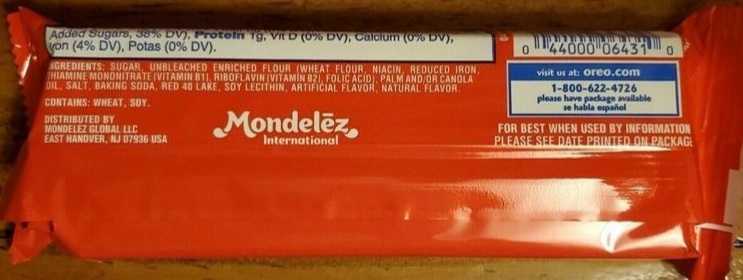 Added Sugars, 38% DV), Protein 1g, Vit D (0% DV), Calcium (0% DV),
Iron (4% DV), Potas (0% DV).
INGREDIENTS: SUGAR, UNBLEACHED ENRICHED FLOUR (WHEAT FLOUR, NIACIN, REDUCED IRON,
THIAMINE MONONITRATE (VITAMIN B1), RIBOFLAVIN (VITAMIN B2), FOLIC ACID), PALM AND/OR CANOLA
OIL, SALT, BAKING SODA, RED 40 LAKE, SOY LECITHIN, ARTIFICIAL FLAVOR, NATURAL FLAVOR.
CONTAINS: WHEAT, SOY.
DISTRIBUTED BY
MONDELĒZ GLOBAL LLC
EAST HANOVER, NJ 07936 USA
Mondelēz
International
0 44000 06431 0
visit us at: oreo.com
1-800-622-4726
please have package available
se habla español
FOR BEST WHEN USED BY INFORMATION
PLEASE SEE DATE PRINTED ON PACKAGE